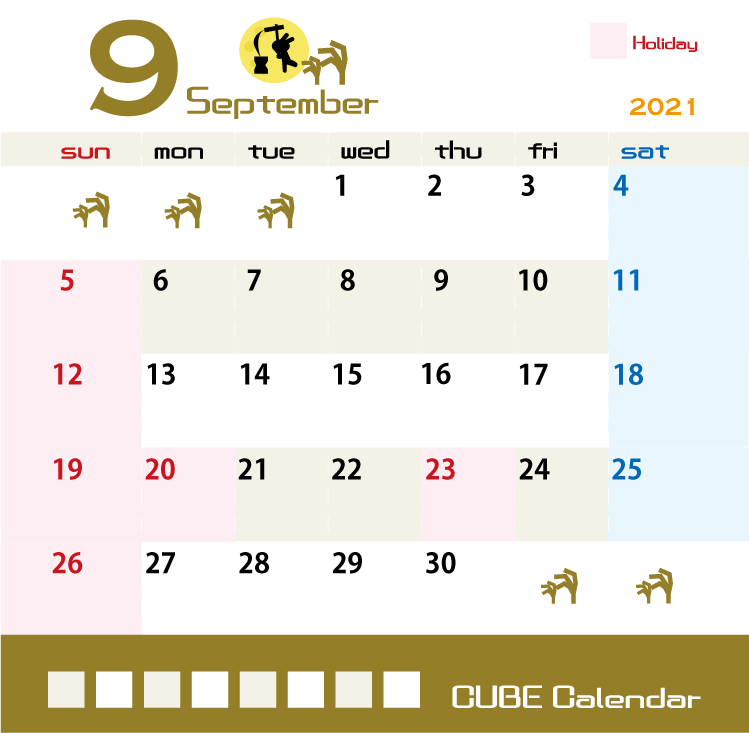 9 September
Holiday
2021
sun mon tue wed thu fri sat
1 2 3 4
5 6 7 8 9 10 11
12 13 14 15 16 17 18
19 20 21 22 23 24 25
26 27 28 29 30
CUBE Calendar